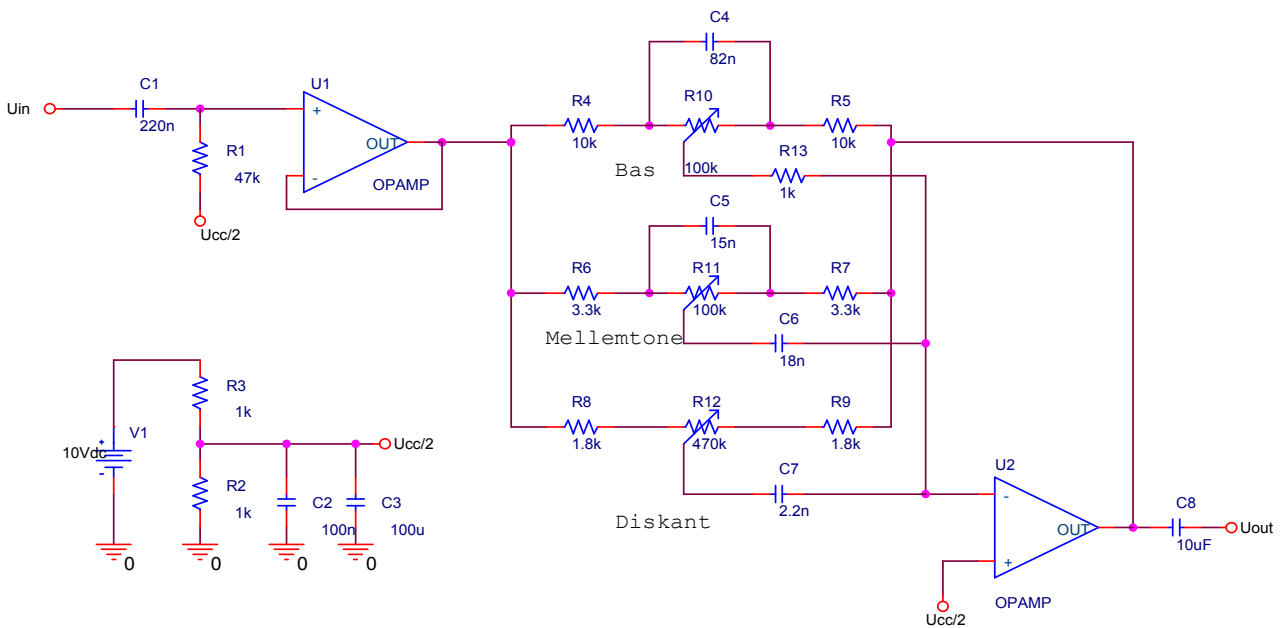 C4
82n
C1
U1
Uin
220n
+
R4
R10
R5
10k
10k
R1
47k
OUT
-
OPAMP
Bas
100k
R13
1k
Ucc/2
C5
15n
R6
R11
R7
3.3k
100k
3.3k
Mellemtone
C6
18n
R3
1k
R8
R12
R9
1.8k
470k
1.8k
V1
10Vdc
+
-
Ucc/2
C7
2.2n
U2
R2
1k
C2
100n
C3
100u
Diskant
-
OUT
+
C8
10uF
Uout
0
0
0
0
OPAMP
Ucc/2